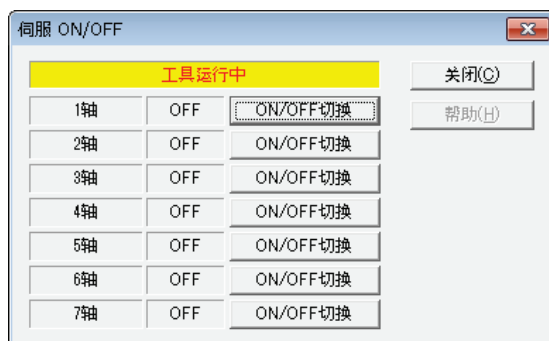 伺服 ON/OFF
工具运行中
关闭(C)
1轴 OFF ON/OFF切换
帮助(H)
2轴 OFF ON/OFF切换
3轴 OFF ON/OFF切换
4轴 OFF ON/OFF切换
5轴 OFF ON/OFF切换
6轴 OFF ON/OFF切换
7轴 OFF ON/OFF切换